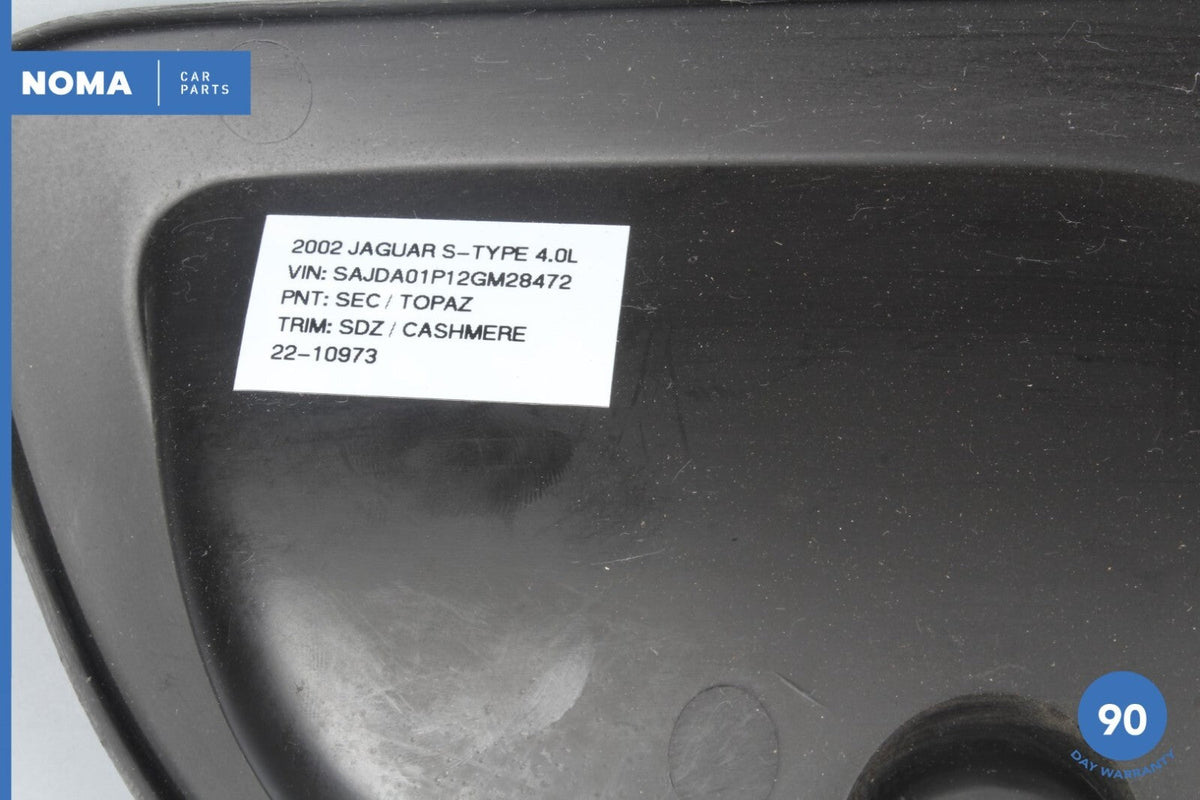 NOMA
CAR
PARTS
2002 JAGUAR S-TYPE 4.0L
VIN: SAJDA01P12GM28472
PNT: SEC / TOPAZ
TRIM: SDZ / CASHMERE
22-10973
90
DAY WARRANTY